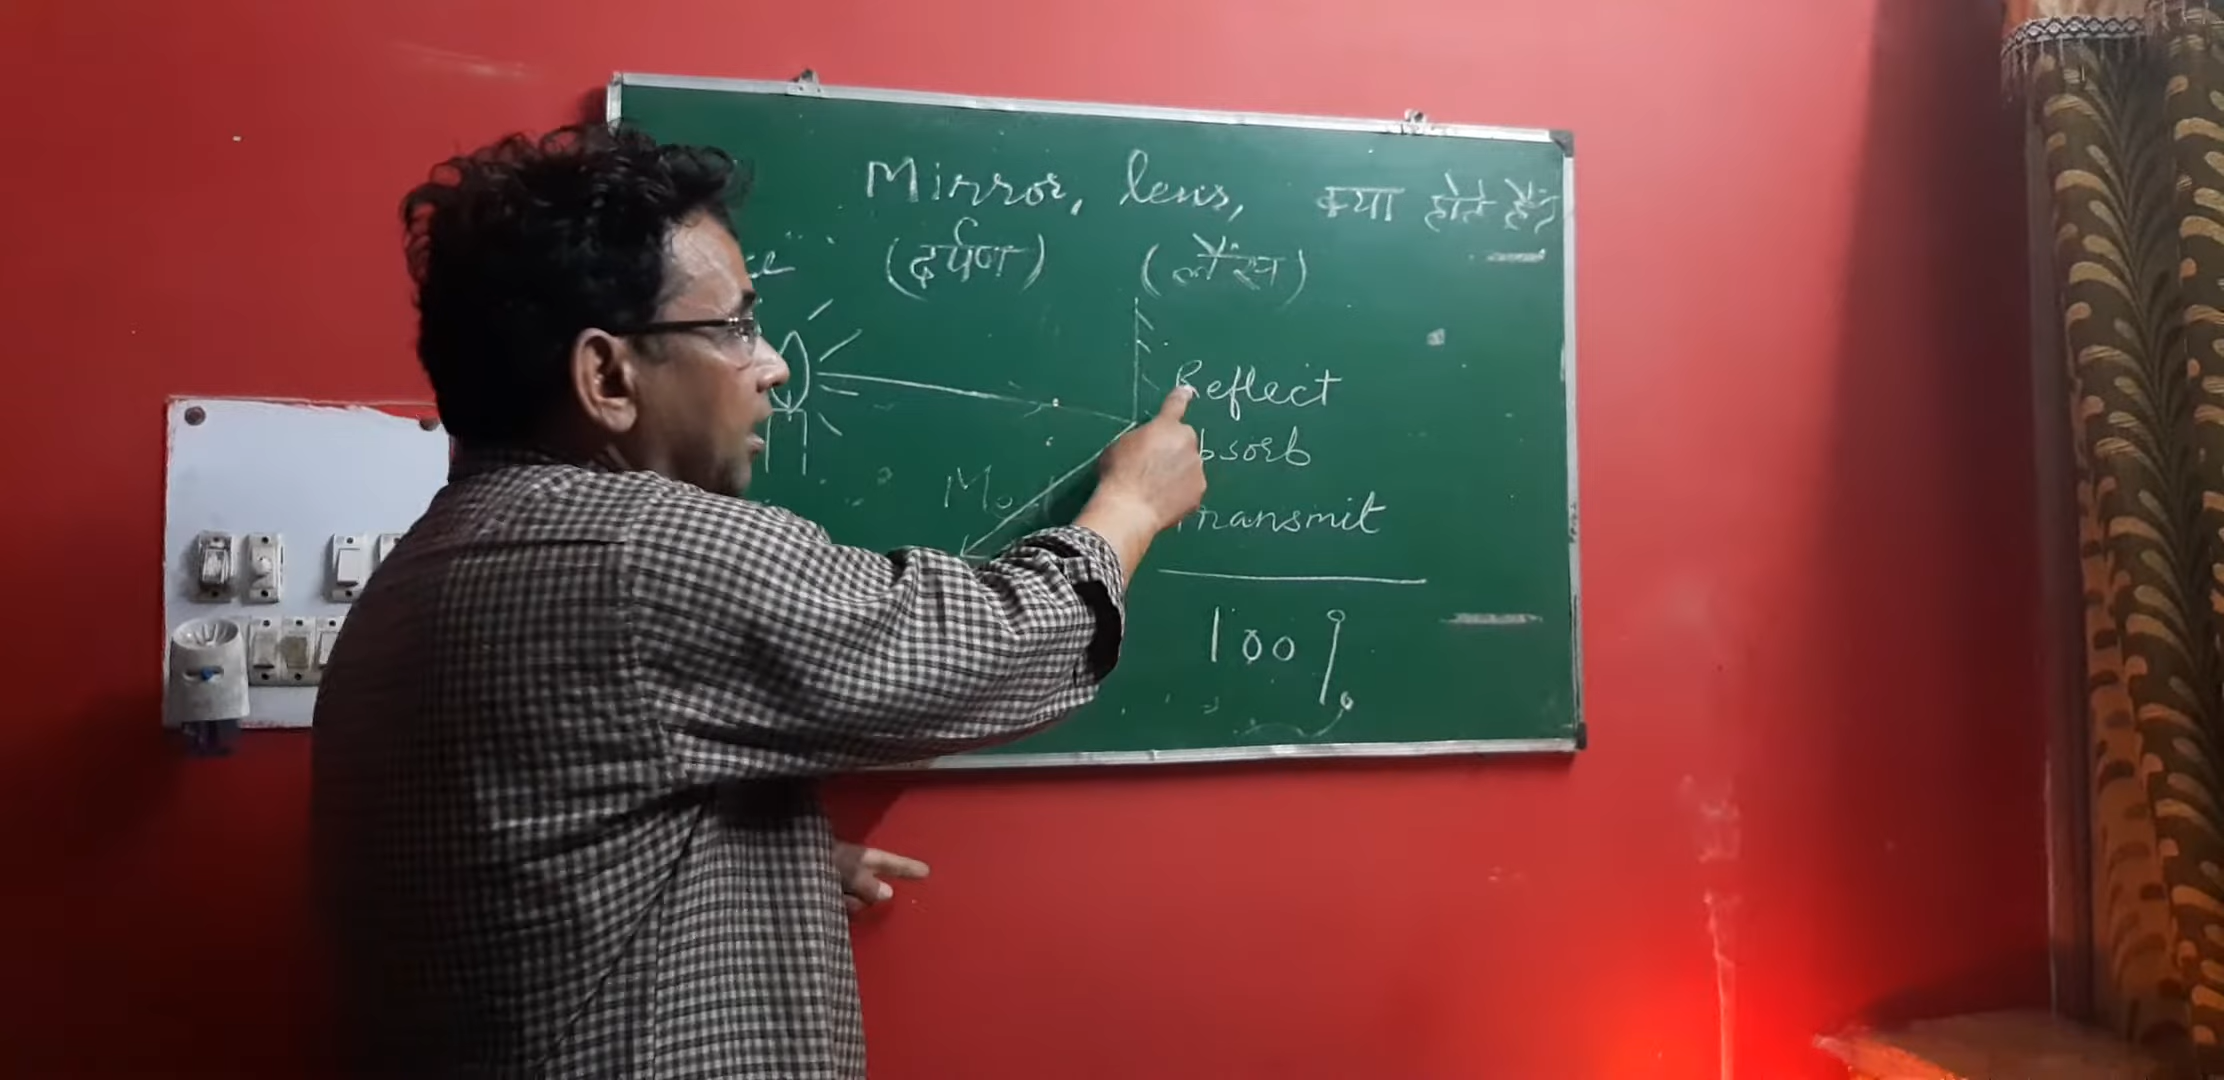 Mirror, lens, क्या होते हैं?
(दर्पण) (लेंस)
Reflect
absorb
Transmit
100%